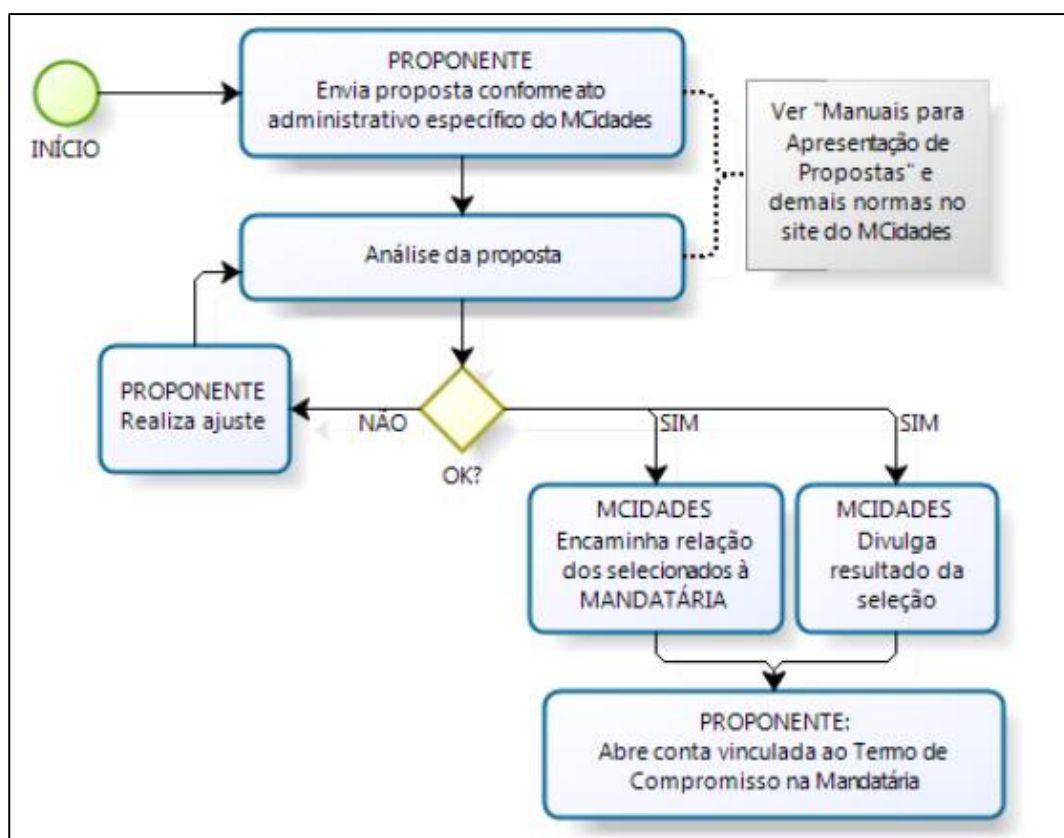 INÍCIO
PROPONENTE
Envia proposta conforme ato
administrativo específico do MCidades
Ver "Manuais para
Apresentação de
Propostas" e
demais normas no
site do MCidades
Análise da proposta
PROPONENTE
Realiza ajuste
NÃO
OK?
SIM
SIM
MCIDADES
Encaminha relação
dos selecionados à
MANDATÁRIA
MCIDADES
Divulga
resultado da
seleção
PROPONENTE:
Abre conta vinculada ao Termo de
Compromisso na Mandatária